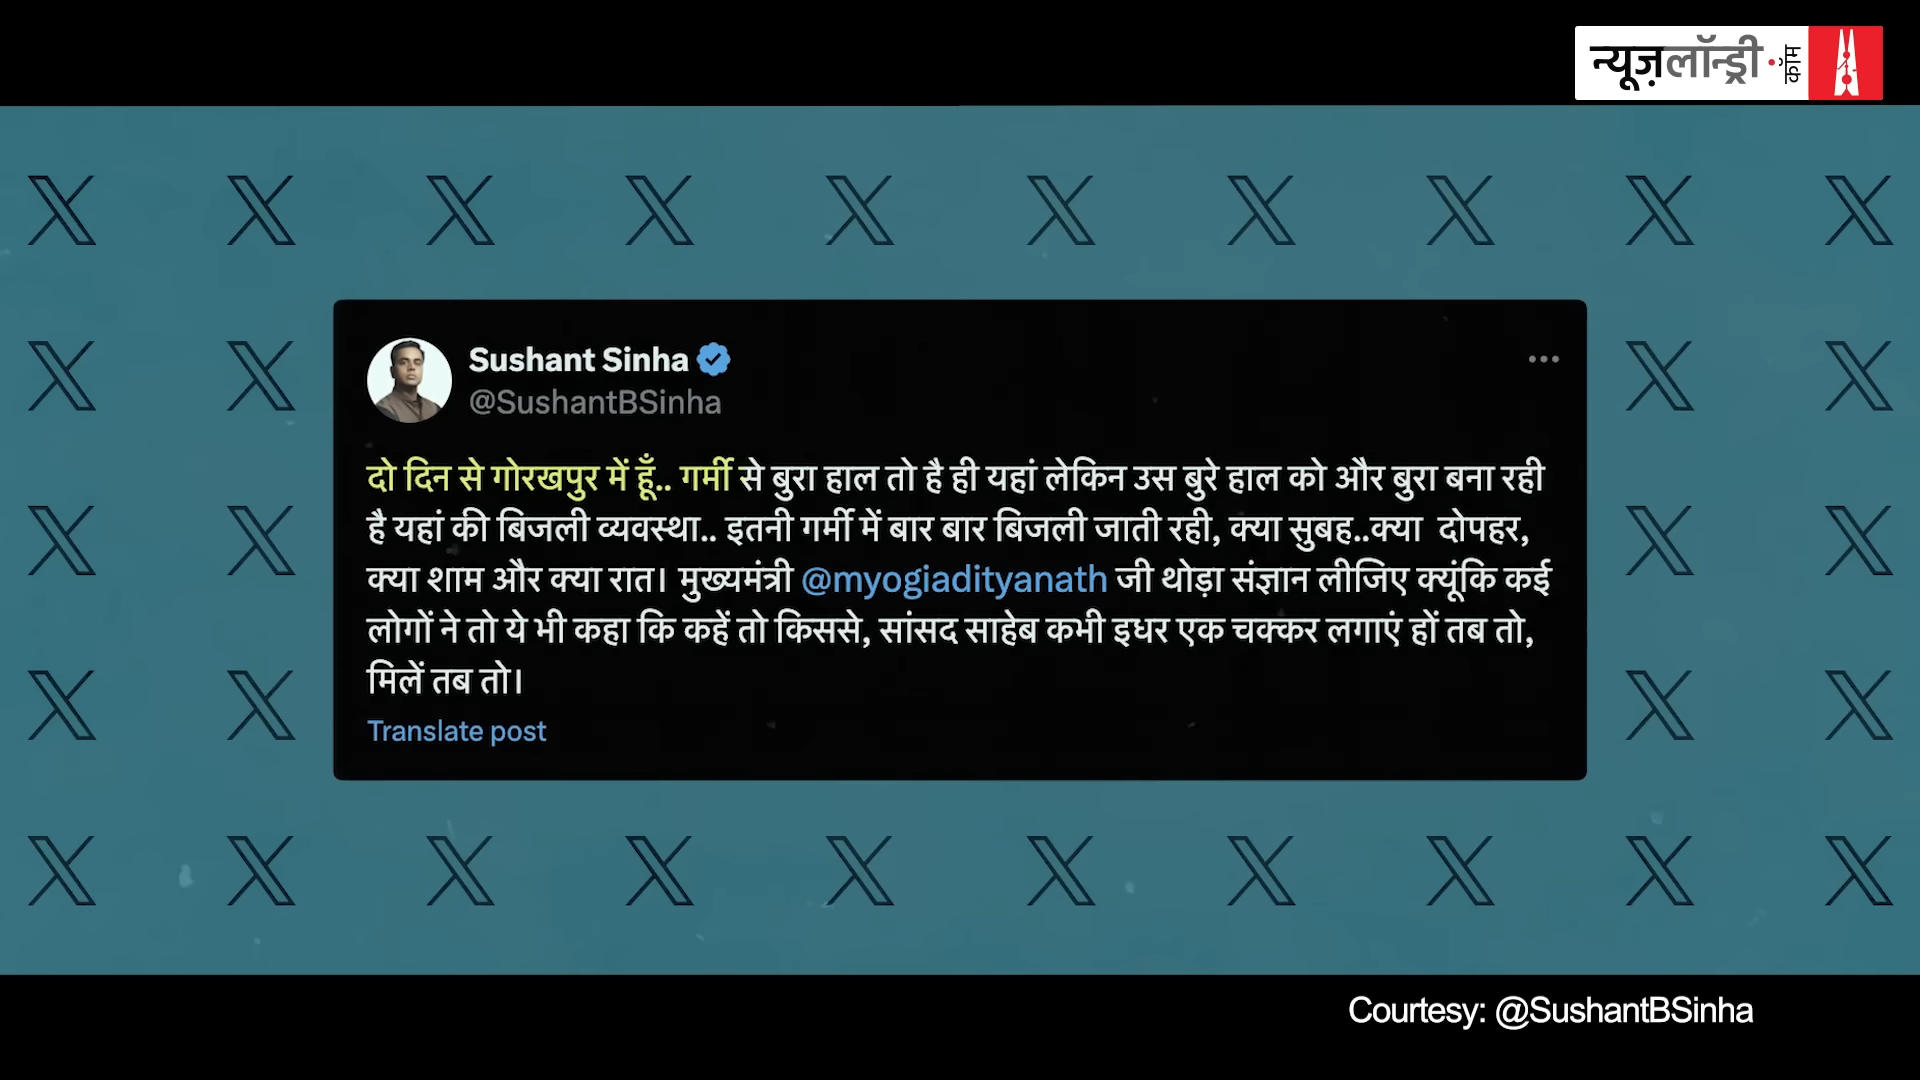 न्यूज़लॉन्ड्री.कॉम
Sushant Sinha
@SushantBSinha
दो दिन से गोरखपुर में हूँ.. गर्मी से बुरा हाल तो है ही यहां लेकिन उस बुरे हाल को और बुरा बना रही
है यहां की बिजली व्यवस्था.. इतनी गर्मी में बार बार बिजली जाती रही, क्या सुबह..क्या  दोपहर,
क्या शाम और क्या रात। मुख्यमंत्री @myogiadityanath जी थोड़ा संज्ञान लीजिए क्यूंकि कई
लोगों ने तो ये भी कहा कि कहें तो किससे, सांसद साहेब कभी इधर एक चक्कर लगाएं हों तब तो,
मिलें तब तो।
Translate post
Courtesy: @SushantBSinha